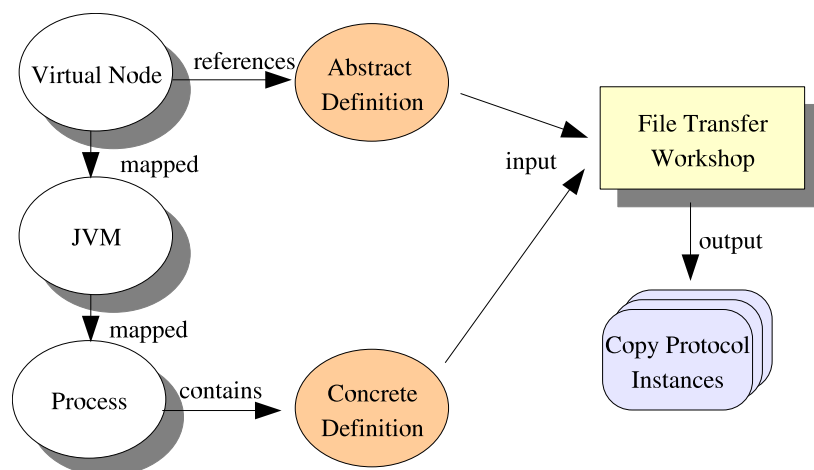 Virtual Node
references
Abstract
Definition
File Transfer
Workshop
mapped
input
JVM
output
mapped
Copy Protocol
Instances
Process
contains
Concrete
Definition